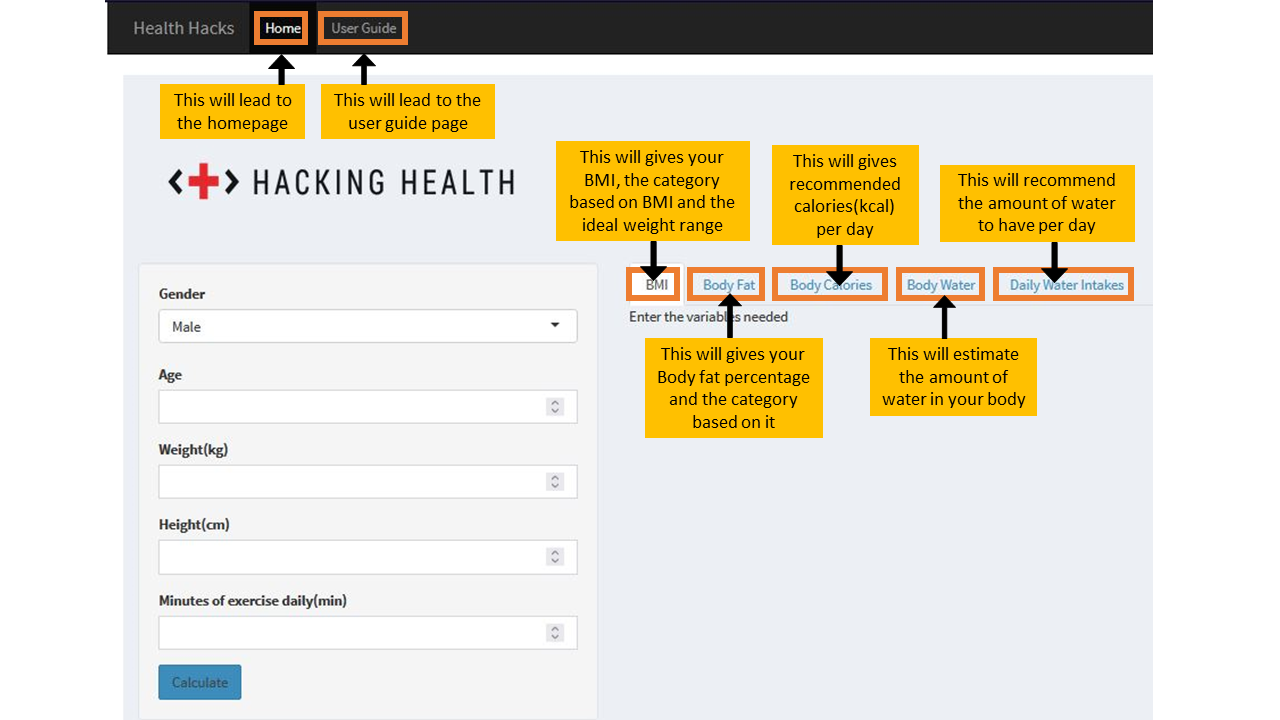 Health Hacks
Home
User Guide
This will lead to
the homepage
This will lead to the
user guide page
HACKING HEALTH
This will gives your
BMI, the category
based on BMI and the
ideal weight range
This will gives
recommended
calories(kcal)
per day
This will recommend
the amount of water
to have per day
BMI
Body Fat
Body Calories
Body Water
Daily Water Intakes
Enter the variables needed
This will gives your
Body fat percentage
and the category
based on it
This will estimate
the amount of
water in your body
Gender
Male
Age
Weight(kg)
Height(cm)
Minutes of exercise daily(min)
Calculate